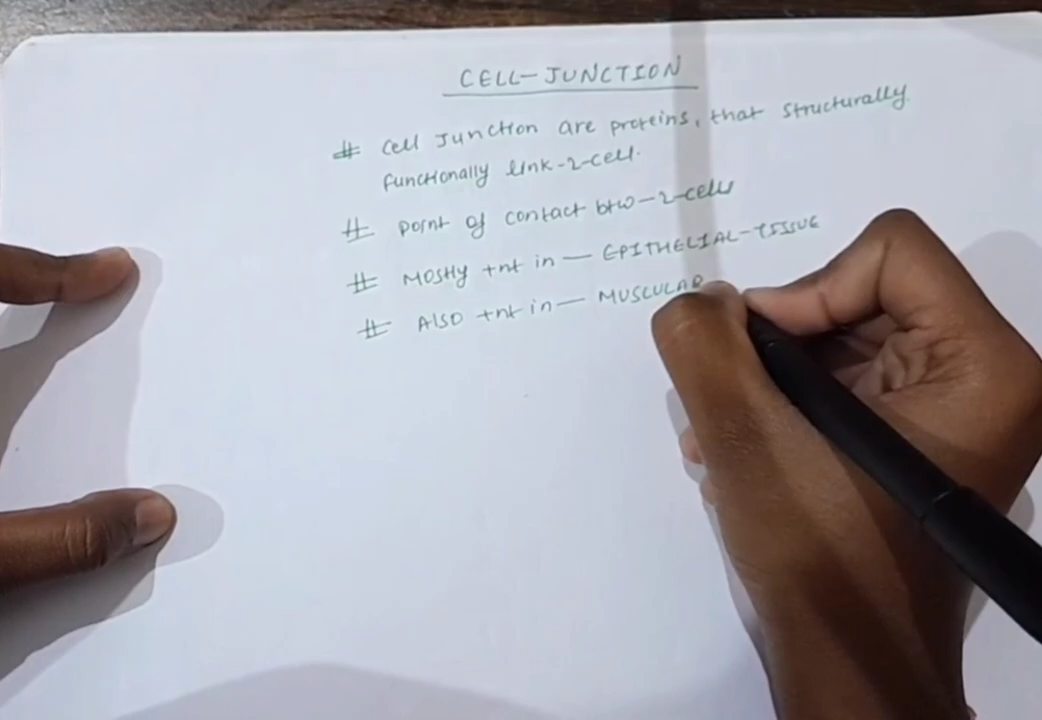 CELL-JUNCTION
# Cell Junction are proteins, that structurally.
functionally link-2-cell.
# point of contact btw-2-cells
# Mostly +nt in — EPITHELIAL-TISSUE
# Also +nt in — MUSCULAR